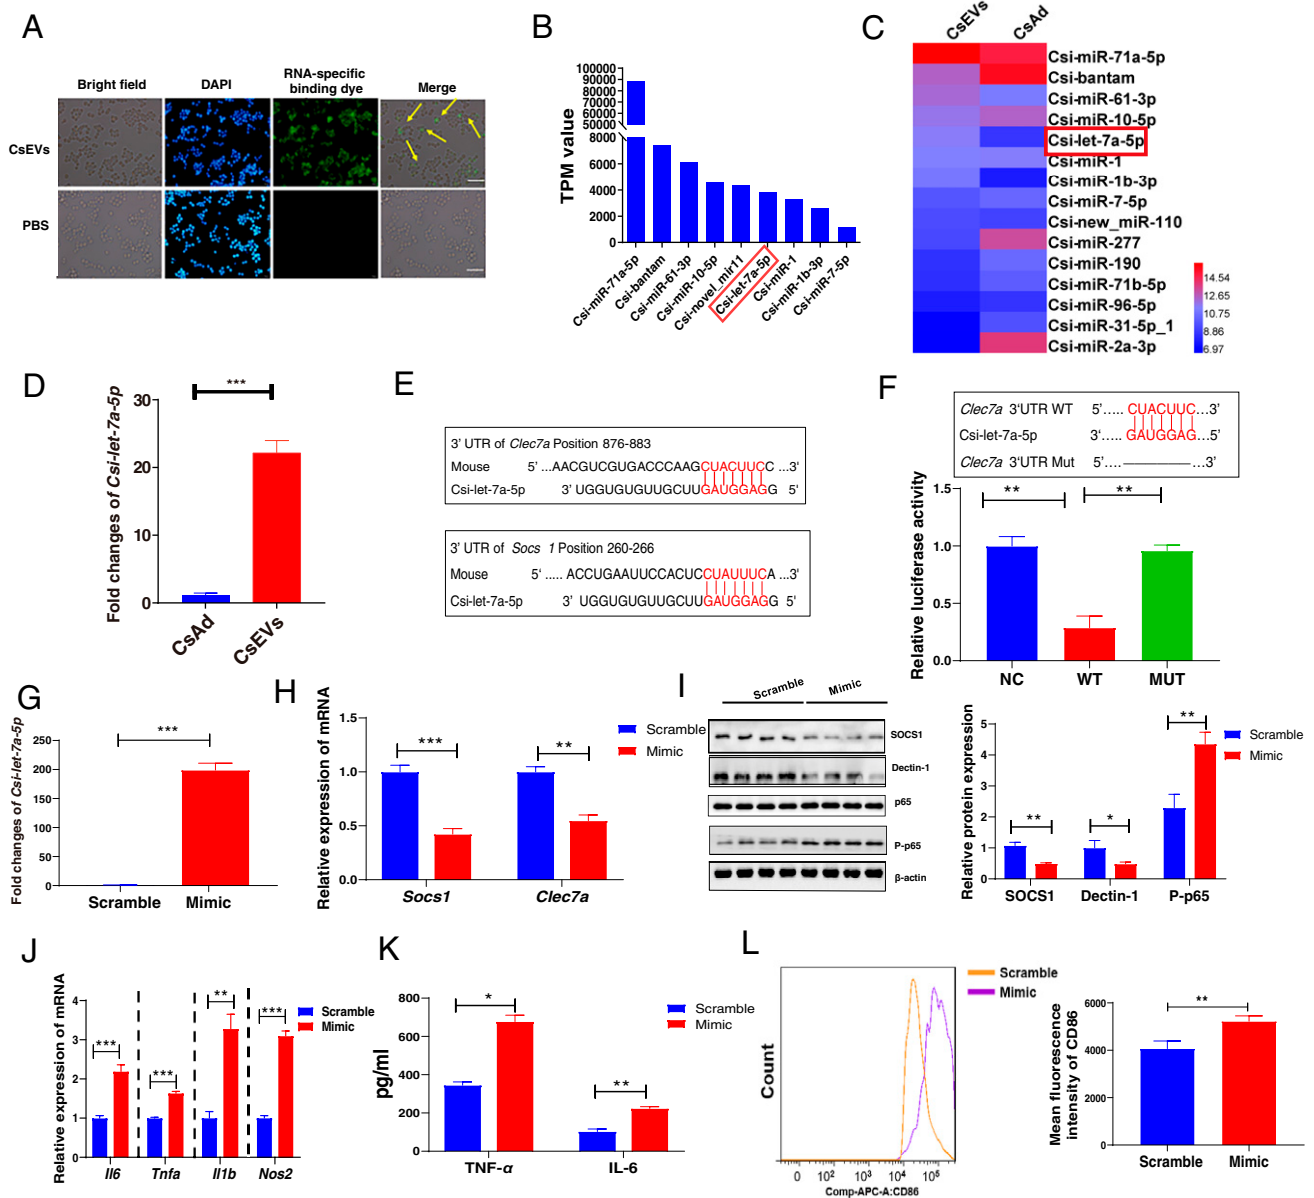 A
Bright field
DAPI
RNA-specific
binding dye
Merge
CsEVs
PBS
B
TPM value
100000
90000
80000
70000
60000
50000
8000
6000
4000
2000
0
Csi-miR-71a-5p
Csi-bantam
Csi-miR-61-3p
Csi-miR-10-5p
Csi-novel_mir11
Csi-let-7a-5p
Csi-miR-1
Csi-miR-1b-3p
Csi-miR-7-5p
C
CsEVs
CsAd
Csi-miR-71a-5p
Csi-bantam
Csi-miR-61-3p
Csi-miR-10-5p
Csi-let-7a-5p
Csi-miR-1
Csi-miR-1b-3p
Csi-miR-7-5p
Csi-new_miR-110
Csi-miR-277
Csi-miR-190
Csi-miR-71b-5p
Csi-miR-96-5p
Csi-miR-31-5p_1
Csi-miR-2a-3p
14.54
12.65
10.75
8.86
6.97
D
Fold changes of Csi-let-7a-5p
30
20
10
0
***
CsAd
CsEVs
E
3' UTR of Clec7a Position 876-883
Mouse 5' ...AACGUCGUGACCCAAGCUACUUCC ...3'
Csi-let-7a-5p 3' UGGUGUGUUGCUUGAUGGAGG 5'
3' UTR of Socs 1 Position 260-266
Mouse 5' ..... ACCUGAAUUCCACUCCUAUUUCA ...3'
Csi-let-7a-5p 3' UGGUGUGUUGCUUGAUGGAGG 5'
F
Clec7a 3'UTR WT 5'..... CUACUUC...3'
Csi-let-7a-5p 3'..... GAUGGAG...5'
Clec7a 3'UTR Mut 5'.... ————— ...3'
Relative luciferase activity
1.5
1.0
0.5
0.0
**
**
NC
WT
MUT
G
Fold changes of Csi-let-7a-5p
250
200
150
100
50
0
***
Scramble
Mimic
H
Relative expression of mRNA
1.5
1.0
0.5
0.0
***
**
Socs1
Clec7a
Scramble
Mimic
I
Scramble
Mimic
SOCS1
Dectin-1
p65
P-p65
β-actin
Relative protein expression
5
4
3
2
1
0
**
*
**
SOCS1
Dectin-1
P-p65
Scramble
Mimic
J
Relative expression of mRNA
4
3
2
1
0
***
***
**
***
Il6
Tnfa
Il1b
Nos2
Scramble
Mimic
K
pg/ml
800
600
400
200
0
*
**
TNF-α
IL-6
Scramble
Mimic
L
Count
0 10² 10³ 10⁴ 10⁵
Comp-APC-A:CD86
Scramble
Mimic
Mean fluorescence
intensity of CD86
6000
4000
2000
0
**
Scramble
Mimic